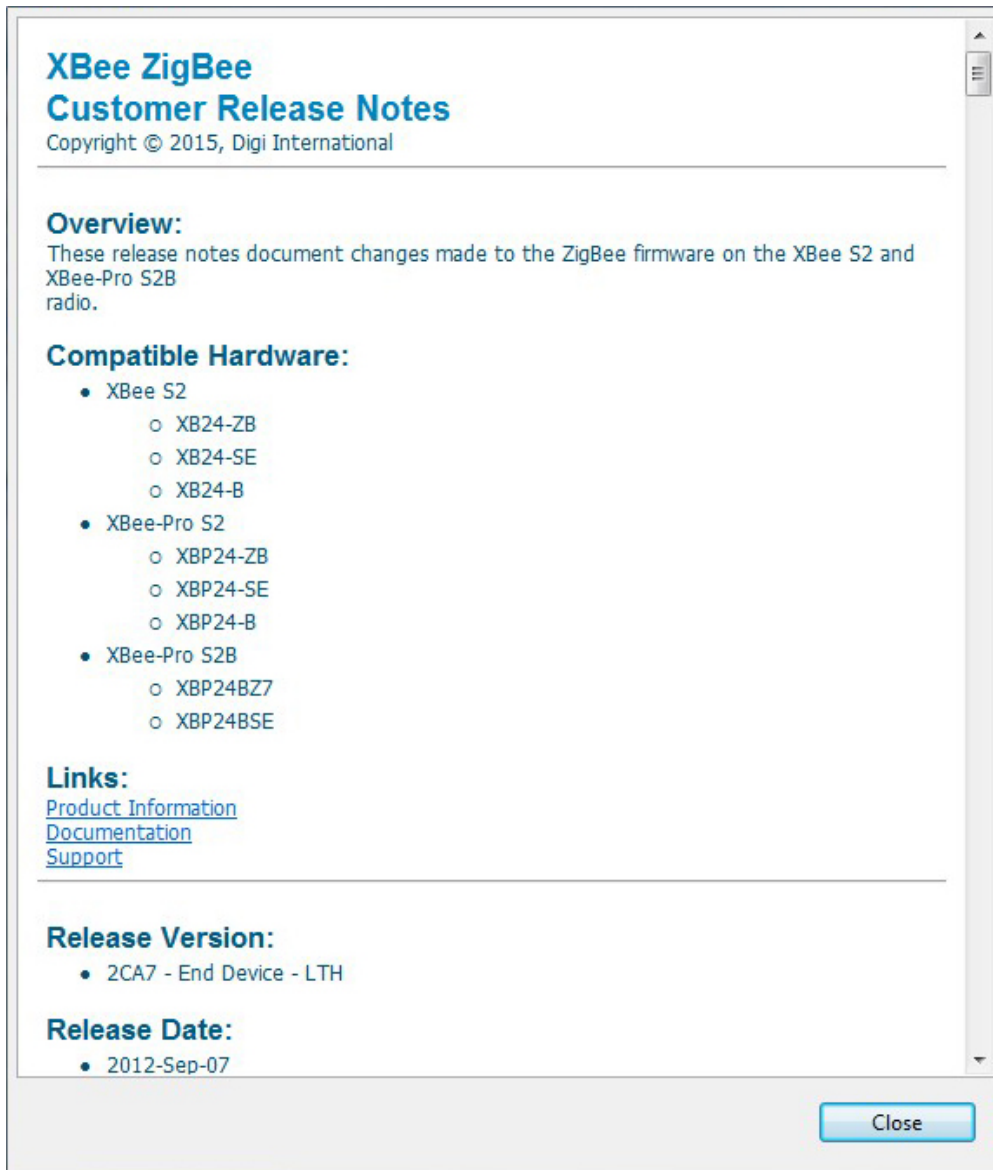 XBee ZigBee
Customer Release Notes
Copyright © 2015, Digi International
Overview:
These release notes document changes made to the ZigBee firmware on the XBee S2 and
XBee-Pro S2B
radio.
Compatible Hardware:
• XBee S2
o XB24-ZB
o XB24-SE
o XB24-B
• XBee-Pro S2
o XBP24-ZB
o XBP24-SE
o XBP24-B
• XBee-Pro S2B
o XBP24BZ7
o XBP24BSE
Links:
Product Information
Documentation
Support
Release Version:
• 2CA7 - End Device - LTH
Release Date:
• 2012-Sep-07
Close